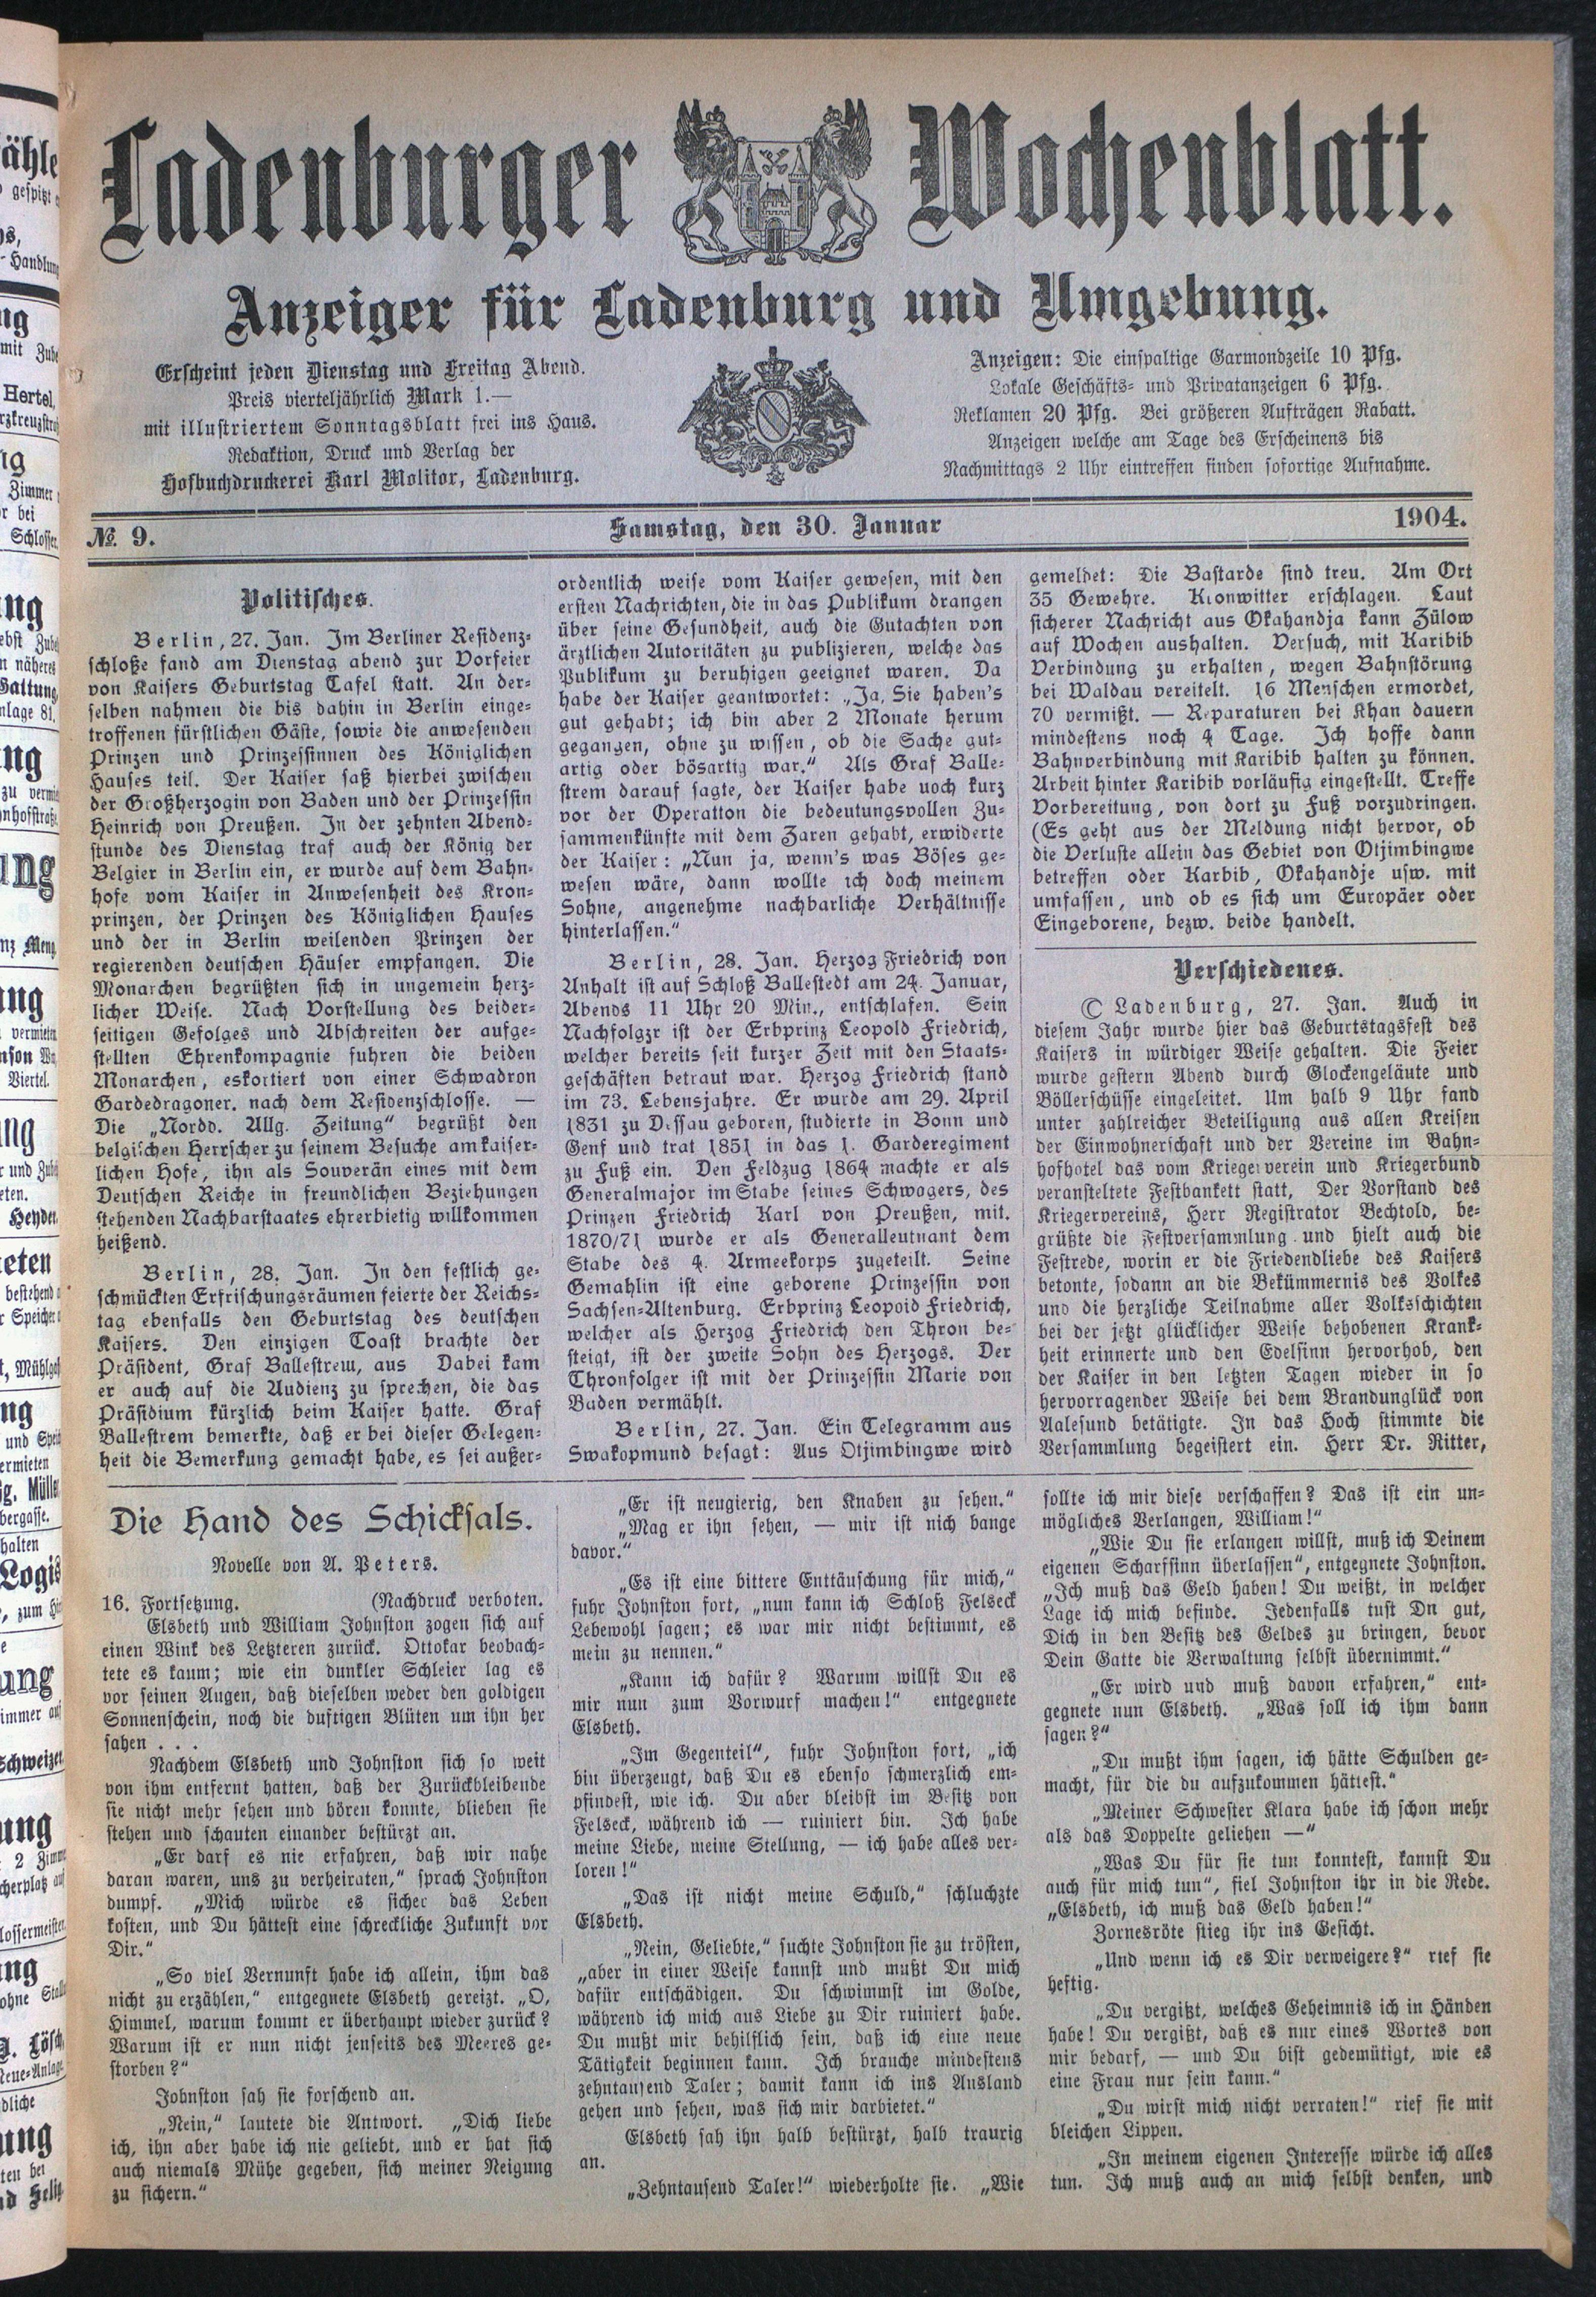 Ladenburger Wochenblatt.
Anzeiger für Ladenburg und Umgebung.
Erscheint jeden Dienstag und Freitag Abend.
Preis vierteljährlich Mark 1.—
mit illustriertem Sonntagsblatt frei ins Haus.
Redaktion, Druck und Verlag der
Hofbuchdruckerei Karl Molitor, Ladenburg.
Anzeigen: Die einspaltige Garmondzeile 10 Pfg.
Lokale Geschäfts- und Privatanzeigen 6 Pfg.
Reklamen 20 Pfg. Bei größeren Aufträgen Rabatt.
Anzeigen welche am Tage des Erscheinens bis
Nachmittags 2 Uhr eintreffen finden sofortige Aufnahme.
№. 9.
Samstag, den 30. Januar
1904.
Politisches.
Berlin, 27. Jan. Im Berliner Residenz-
schloße fand am Dienstag abend zur Vorfeier
von Kaisers Geburtstag Tafel statt. An der-
selben nahmen die bis dahin in Berlin einge-
troffenen fürstlichen Gäste, sowie die anwesenden
Prinzen und Prinzessinnen des Königlichen
Hauses teil. Der Kaiser saß hierbei zwischen
der Großherzogin von Baden und der Prinzessin
Heinrich von Preußen. In der zehnten Abend-
stunde des Dienstag traf auch der König der
Belgier in Berlin ein, er wurde auf dem Bahn-
hofe vom Kaiser in Anwesenheit des Kron-
prinzen, der Prinzen des Königlichen Hauses
und der in Berlin weilenden Prinzen der
regierenden deutschen Häuser empfangen. Die
Monarchen begrüßten sich in ungemein herz-
licher Weise. Nach Vorstellung des beider-
seitigen Gefolges und Abschreiten der aufge-
stellten Ehrenkompagnie fuhren die beiden
Monarchen, eskortiert von einer Schwadron
Gardedragoner. nach dem Residenzschlosse. —
Die „Nordd. Allg. Zeitung“ begrüßt den
belgischen Herrscher zu seinem Besuche am kaiser-
lichen Hofe, ihn als Souverän eines mit dem
Deutschen Reiche in freundlichen Beziehungen
stehenden Nachbarstaates ehrerbietig willkommen
heißend.
Berlin, 28. Jan. In den festlich ge-
schmückten Erfrischungsräumen feierte der Reichs-
tag ebenfalls den Geburtstag des deutschen
Kaisers. Den einzigen Toast brachte der
Präsident, Graf Ballestrem, aus Dabei kam
er auch auf die Audienz zu sprechen, die das
Präsidium kürzlich beim Kaiser hatte. Graf
Ballestrem bemerkte, daß er bei dieser Gelegen-
heit die Bemerkung gemacht habe, es sei außer-
ordentlich weise vom Kaiser gewesen, mit den
ersten Nachrichten, die in das Publikum drangen
über seine Gesundheit, auch die Gutachten von
ärztlichen Autoritäten zu publizieren, welche das
Publikum zu beruhigen geeignet waren. Da
habe der Kaiser geantwortet: „Ja, Sie haben's
gut gehabt; ich bin aber 2 Monate herum
gegangen, ohne zu wissen, ob die Sache gut-
artig oder bösartig war.“ Als Graf Balle-
strem darauf sagte, der Kaiser habe uoch kurz
vor der Operatton die bedeutungsvollen Zu-
sammenkünfte mit dem Zaren gehabt, erwiderte
der Kaiser: „Nun ja, wenn's was Böses ge-
wesen wäre, dann wollte ich doch meinem
Sohne, angenehme nachbarliche Verhältnisse
hinterlassen.“
Berlin, 28. Jan. Herzog Friedrich von
Anhalt ist auf Schloß Ballestedt am 24. Januar,
Abends 11 Uhr 20 Min., entschlafen. Sein
Nachfolgzr ist der Erbprinz Leopold Friedrich,
welcher bereits seit kurzer Zeit mit den Staats-
geschäften betraut war. Herzog Friedrich stand
im 73. Lebensjahre. Er wurde am 29. April
1831 zu Dessau geboren, studierte in Bonn und
Genf und trat 1851 in das 1. Garderegiment
zu Fuß ein. Den Feldzug 1864 machte er als
Generalmajor im Stabe seines Schwagers, des
Prinzen Friedrich Karl von Preußen, mit.
1870/71 wurde er als Generalleutnant dem
Stabe des 4. Armeekorps zugeteilt. Seine
Gemahlin ist eine geborene Prinzessin von
Sachsen-Altenburg. Erbprinz Leopold Friedrich,
welcher als Herzog Friedrich den Thron be-
steigt, ist der zweite Sohn des Herzogs. Der
Thronfolger ist mit der Prinzessin Marie von
Baden vermählt.
Berlin, 27. Jan. Ein Telegramm aus
Swakopmund besagt: Aus Otjimbingwe wird
gemeldet: Die Bastarde sind treu. Am Ort
35 Gewehre. Kronwitter erschlagen. Laut
sicherer Nachricht aus Okahandja kann Zülow
auf Wochen aushalten. Versuch, mit Karibib
Verbindung zu erhalten, wegen Bahnstörung
bei Waldau vereitelt. 16 Menschen ermordet,
70 vermißt. — Reparaturen bei Khan dauern
mindestens noch 4 Tage. Ich hoffe dann
Bahnverbindung mit Karibib halten zu können.
Arbeit hinter Karibib vorläufig eingestellt. Treffe
Vorbereitung, von dort zu Fuß vorzudringen.
(Es geht aus der Meldung nicht hervor, ob
die Verluste allein das Gebiet von Otjimbingwe
betreffen oder Karbib, Okahandje usw. mit
umfassen, und ob es sich um Europäer oder
Eingeborene, bezw. beide handelt.
Verschiedenes.
© Ladenburg, 27. Jan. Auch in
diesem Jahr wurde hier das Geburtstagsfest des
Kaisers in würdiger Weise gehalten. Die Feier
wurde gestern Abend durch Glockengeläute und
Böllerschüsse eingeleitet. Um halb 9 Uhr fand
unter zahlreicher Beteiligung aus allen Kreisen
der Einwohnerschaft und der Vereine im Bahn-
hofhotel das vom Kriegerverein und Kriegerbund
veransteltete Festbankett statt, Der Vorstand des
Kriegervereins, Herr Registrator Bechtold, be-
grüßte die Festversammlung und hielt auch die
Festrede, worin er die Friedendliebe des Kaisers
betonte, sodann an die Bekümmernis des Volkes
und die herzliche Teilnahme aller Volksschichten
bei der jetzt glücklicher Weise behobenen Krank-
heit erinnerte und den Edelsinn hervorhob, den
der Kaiser in den letzten Tagen wieder in so
hervorragender Weise bei dem Brandunglück von
Aalesund betätigte. In das Hoch stimmte die
Versammlung begeistert ein. Herr Dr. Ritter,
Die Hand des Schicksals.
Novelle von A. Peters.
16. Fortsetzung. (Nachdruck verboten.
Elsbeth und William Johnston zogen sich auf
einen Wink des Letzteren zurück. Ottokar beobach-
tete es kaum; wie ein dunkler Schleier lag es
vor seinen Augen, daß dieselben weder den goldigen
Sonnenschein, noch die duftigen Blüten um ihn her
sahen . . .
Nachdem Elsbeth und Johnston sich so weit
von ihm entfernt hatten, daß der Zurückbleibende
sie nicht mehr sehen und hören konnte, blieben sie
stehen und schauten einander bestürzt an.
„Er darf es nie erfahren, daß wir nahe
daran waren, uns zu verheiraten,“ sprach Johnston
dumpf. „Mich würde es sicher das Leben
kosten, und Du hättest eine schreckliche Zukunft vor
Dir.“
„So viel Vernunft habe ich allein, ihm das
nicht zu erzählen,“ entgegnete Elsbeth gereizt. „O,
Himmel, warum kommt er überhaupt wieder zurück?
Warum ist er nun nicht jenseits des Meeres ge-
storben?“
Johnston sah sie forschend an.
„Nein,“ lautete die Antwort. „Dich liebe
ich, ihn aber habe ich nie geliebt, und er hat sich
auch niemals Mühe gegeben, sich meiner Neigung
zu sichern.“
„Er ist neugierig, den Knaben zu sehen.“
„Mag er ihn sehen, — mir ist nich bange
davor.“
„Es ist eine bittere Enttäuschung für mich,“
fuhr Johnston fort, „nun kann ich Schloß Felseck
Lebewohl sagen; es war mir nicht bestimmt, es
mein zu nennen.“
„Kann ich dafür? Warum willst Du es
mir nun zum Vorwurf machen!“ entgegnete
Elsbeth.
„Im Gegenteil“, fuhr Johnston fort, „ich
bin überzeugt, daß Du es ebenso schmerzlich em-
pfindest, wie ich. Du aber bleibst im Besitz von
Felseck, während ich — ruiniert bin. Ich habe
meine Liebe, meine Stellung, — ich habe alles ver-
loren!“
„Das ist nicht meine Schuld,“ schluchzte
Elsbeth.
„Nein, Geliebte,“ suchte Johnston sie zu trösten,
„aber in einer Weise kannst und mußt Du mich
dafür entschädigen. Du schwimmst im Golde,
während ich mich aus Liebe zu Dir ruiniert habe.
Du mußt mir behilflich sein, daß ich eine neue
Tätigkeit beginnen kann. Ich brauche mindestens
zehntausend Taler; damit kann ich ins Ausland
gehen und sehen, was sich mir darbietet.“
Elsbeth sah ihn halb bestürzt, halb traurig
an.
„Zehntausend Taler!“ wiederholte sie. „Wie
sollte ich mir diese verschaffen? Das ist ein un-
mögliches Verlangen, William!“
„Wie Du sie erlangen willst, muß ich Deinem
eigenen Scharfsinn überlassen“, entgegnete Johnston.
„Ich muß das Geld haben! Du weißt, in welcher
Lage ich mich befinde. Jedenfalls tust Dn gut,
Dich in den Besitz des Geldes zu bringen, bevor
Dein Gatte die Verwaltung selbst übernimmt.“
„Er wird und muß davon erfahren,“ ent-
gegnete nun Elsbeth. „Was soll ich ihm dann
sagen?“
„Du mußt ihm sagen, ich hätte Schulden ge-
macht, für die du aufzukommen hättest.“
„Meiner Schwester Klara habe ich schon mehr
als das Doppelte geliehen —“
„Was Du für sie tun konntest, kannst Du
auch für mich tun“, fiel Johnston ihr in die Rede.
„Elsbeth, ich muß das Geld haben!“
Zornesröte stieg ihr ins Gesicht.
„Und wenn ich es Dir verweigere?“ rief sie
heftig.
„Du vergißt, welches Geheimnis ich in Händen
habe! Du vergißt, daß es nur eines Wortes von
mir bedarf, — und Du bist gedemütigt, wie es
eine Frau nur sein kann.“
„Du wirst mich nicht verraten!“ rief sie mit
bleichen Lippen.
„In meinem eigenen Interesse würde ich alles
tun. Ich muß auch an mich selbst denken, und